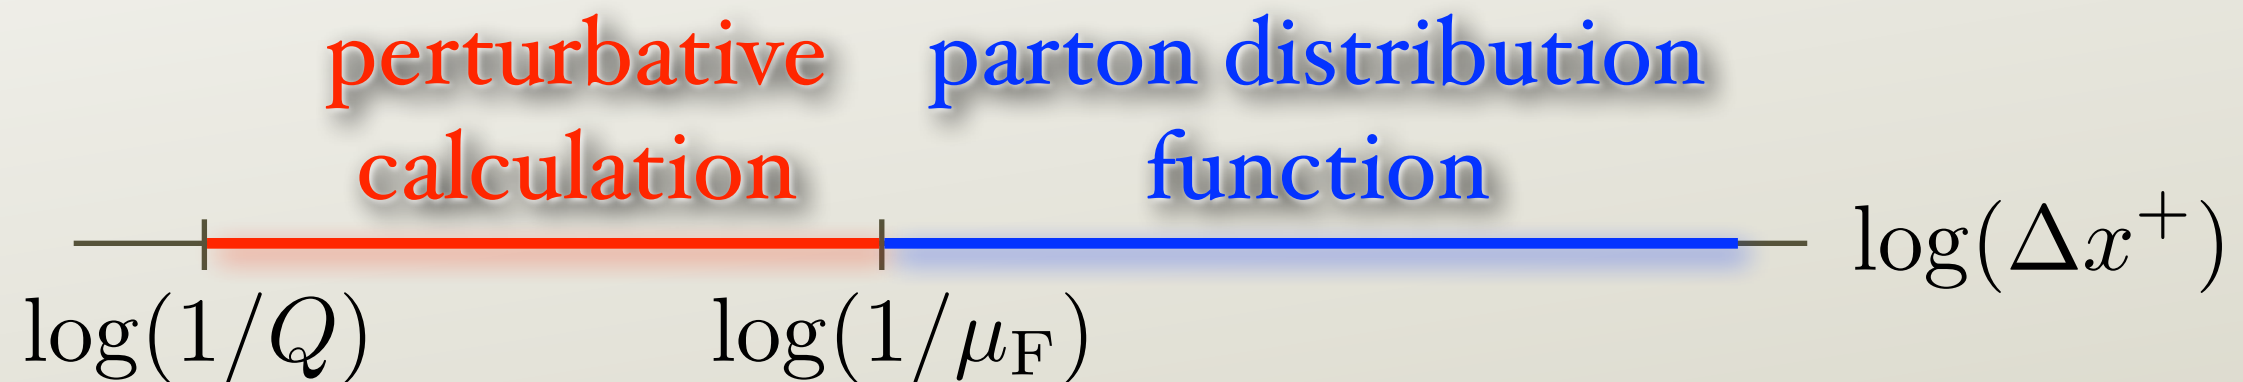 perturbative
calculation
parton distribution
function
log(Δx⁺)
log(1/Q)
log(1/μ_F)